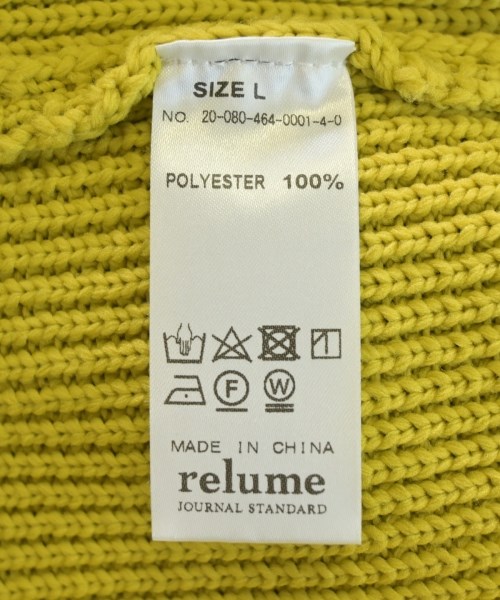 SIZE L
NO. 20-080-464-0001-4-0
POLYESTER 100%
F W
MADE IN CHINA
relume
JOURNAL STANDARD